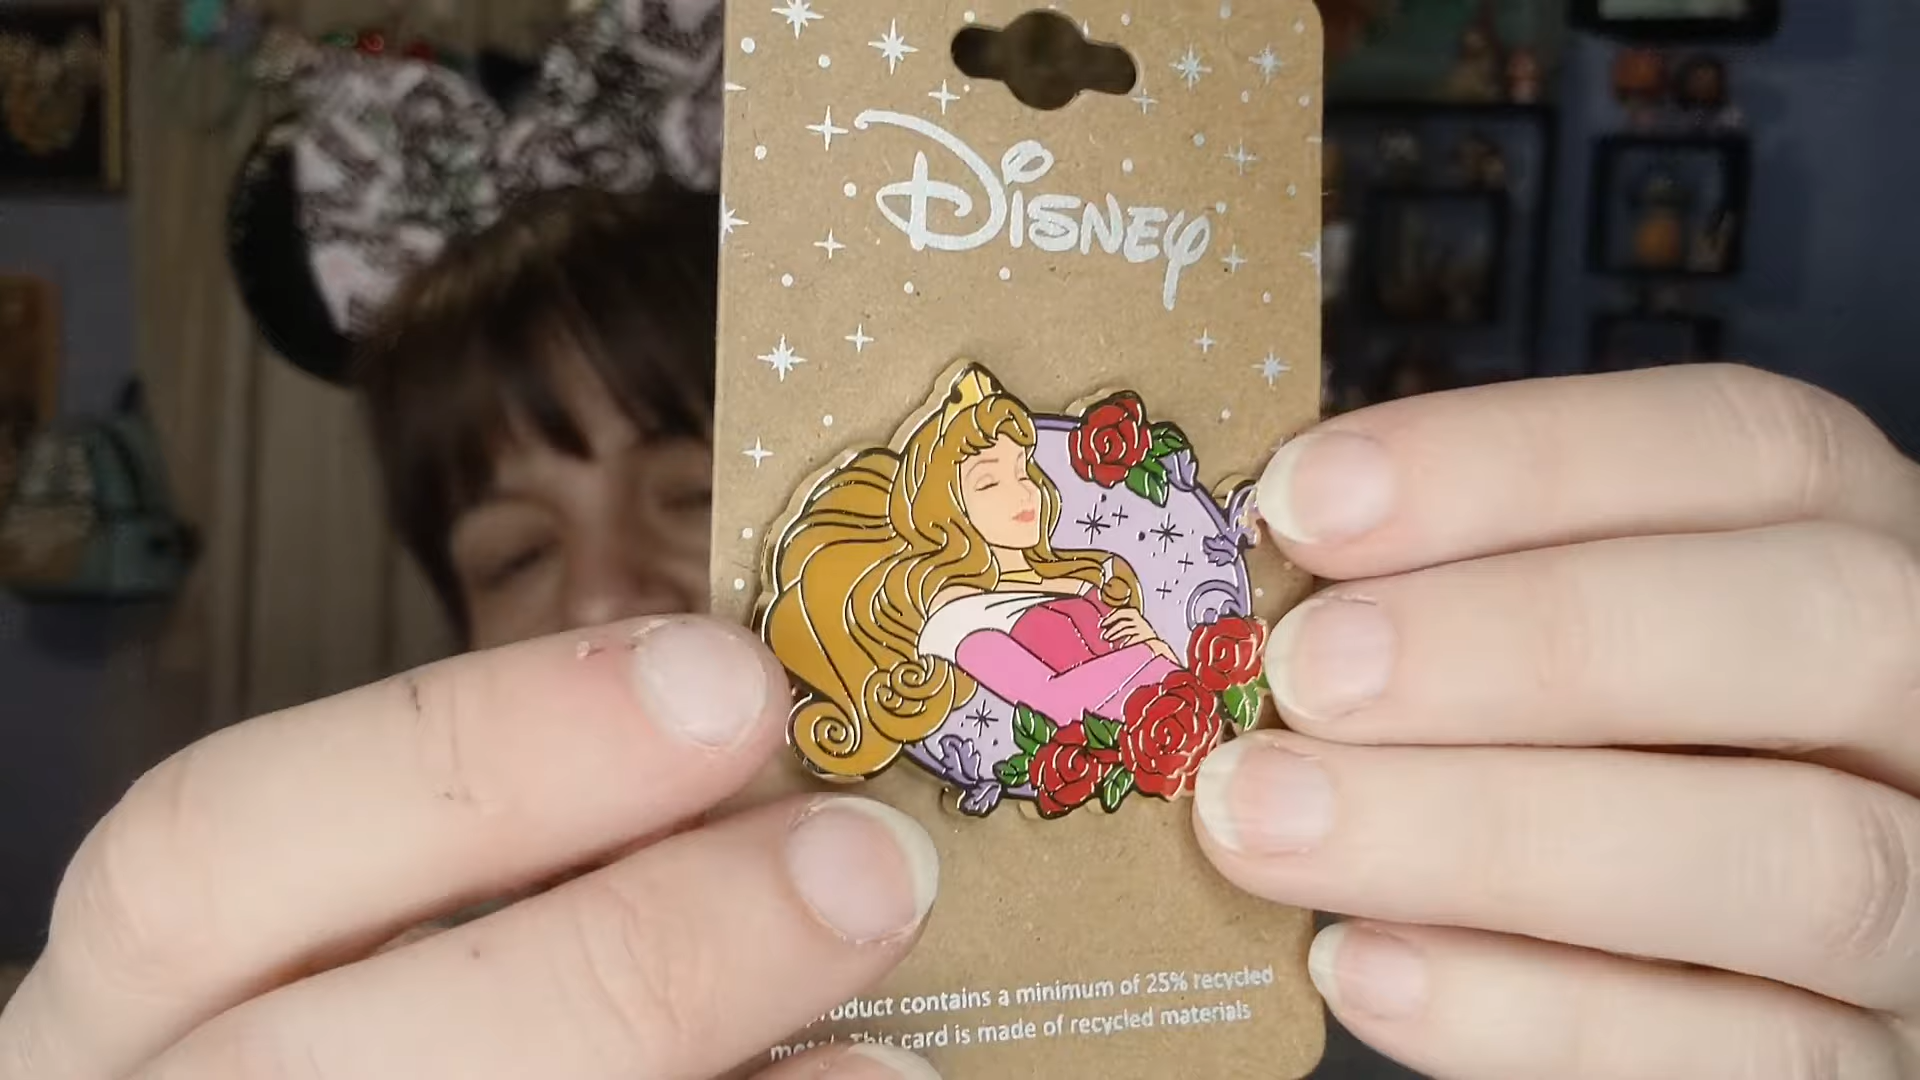 Disney
oduct contains a minimum of 25% recycled
This card is made of recycled materials